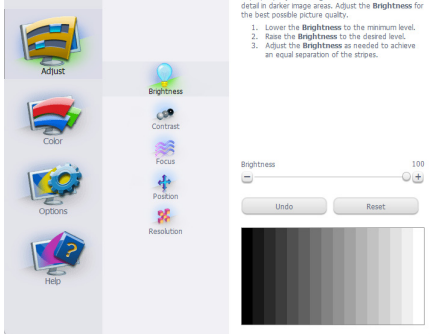 Adjust
Color
Options
Help
Brightness
Contrast
Focus
Position
Resolution
detail in darker image areas. Adjust the Brightness for
the best possible picture quality.
1. Lower the Brightness to the minimum level.
2. Raise the Brightness to the desired level.
3. Adjust the Brightness as needed to achieve
an equal separation of the stripes.
Brightness 100
Undo Reset